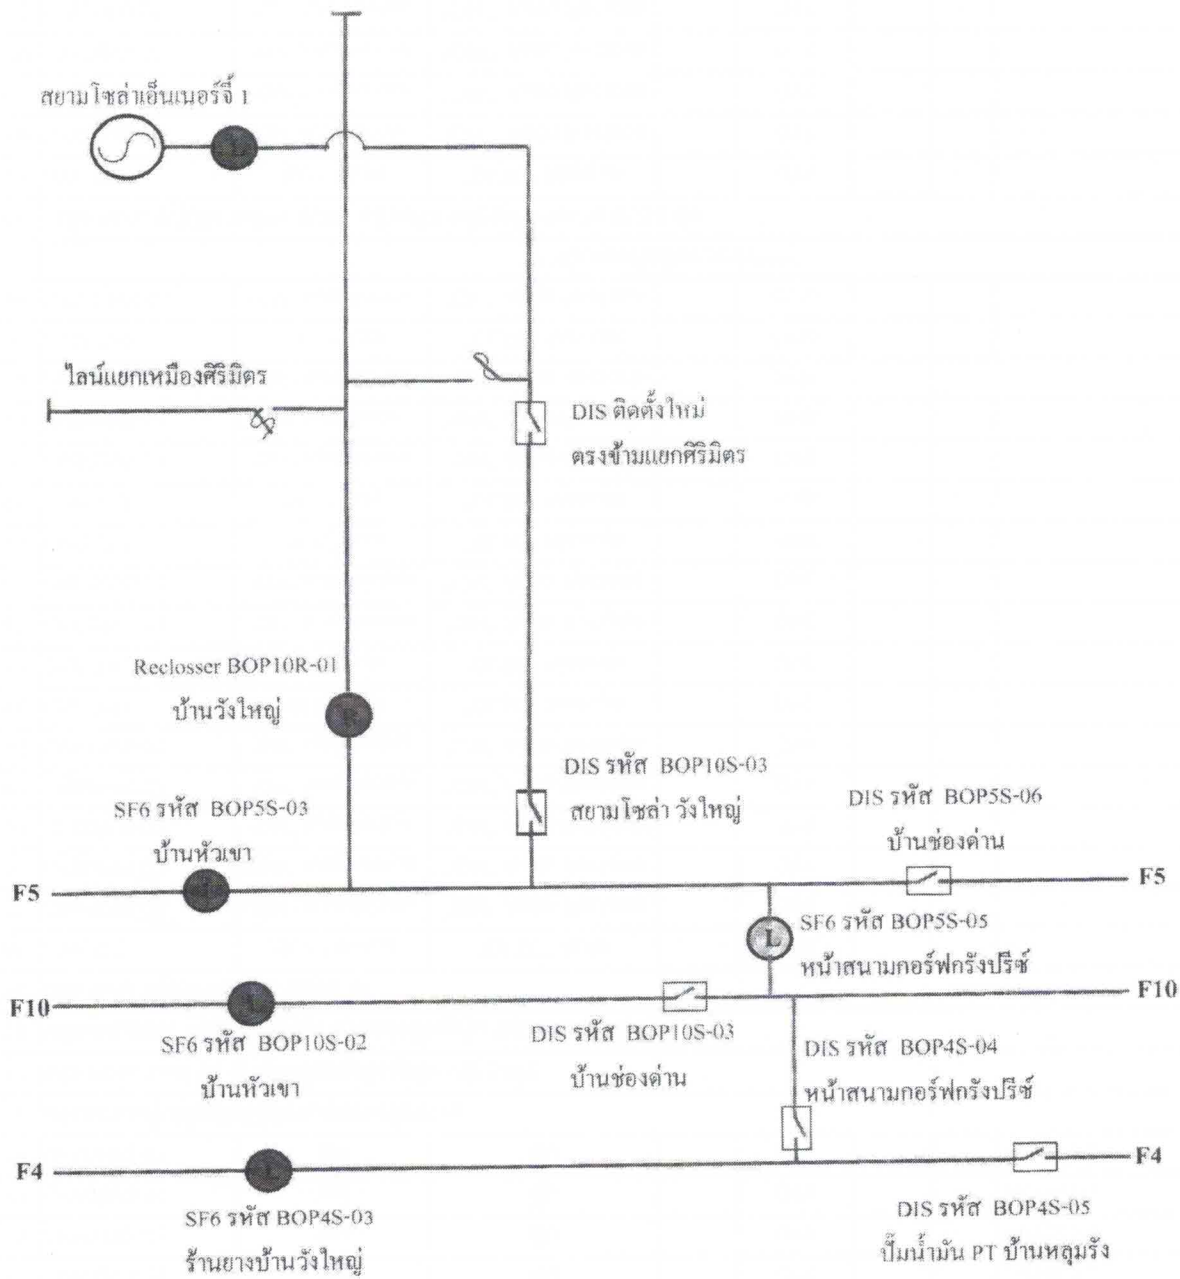 สยามโซล่าเอ็นเนอร์จี้ 1
L
ไลน์แยกเหมืองศิริมิตร
DIS ติดตั้งใหม่
ตรงข้ามแยกศิริมิตร
Reclosser BOP10R-01
บ้านวังใหญ่
R
DIS รหัส BOP10S-03
สยามโซล่า วังใหญ่
SF6 รหัส BOP5S-03
บ้านหัวเขา
DIS รหัส BOP5S-06
บ้านช่องด่าน
F5
L
F5
SF6 รหัส BOP5S-05
L
หน้าสนามกอร์ฟกรังปรีซ์
F10
L
F10
SF6 รหัส BOP10S-02
บ้านหัวเขา
DIS รหัส BOP10S-03
บ้านช่องด่าน
DIS รหัส BOP4S-04
หน้าสนามกอร์ฟกรังปรีซ์
F4
L
F4
SF6 รหัส BOP4S-03
ร้านยางบ้านวังใหญ่
DIS รหัส BOP4S-05
ปั๊มน้ำมัน PT บ้านหลุมรัง